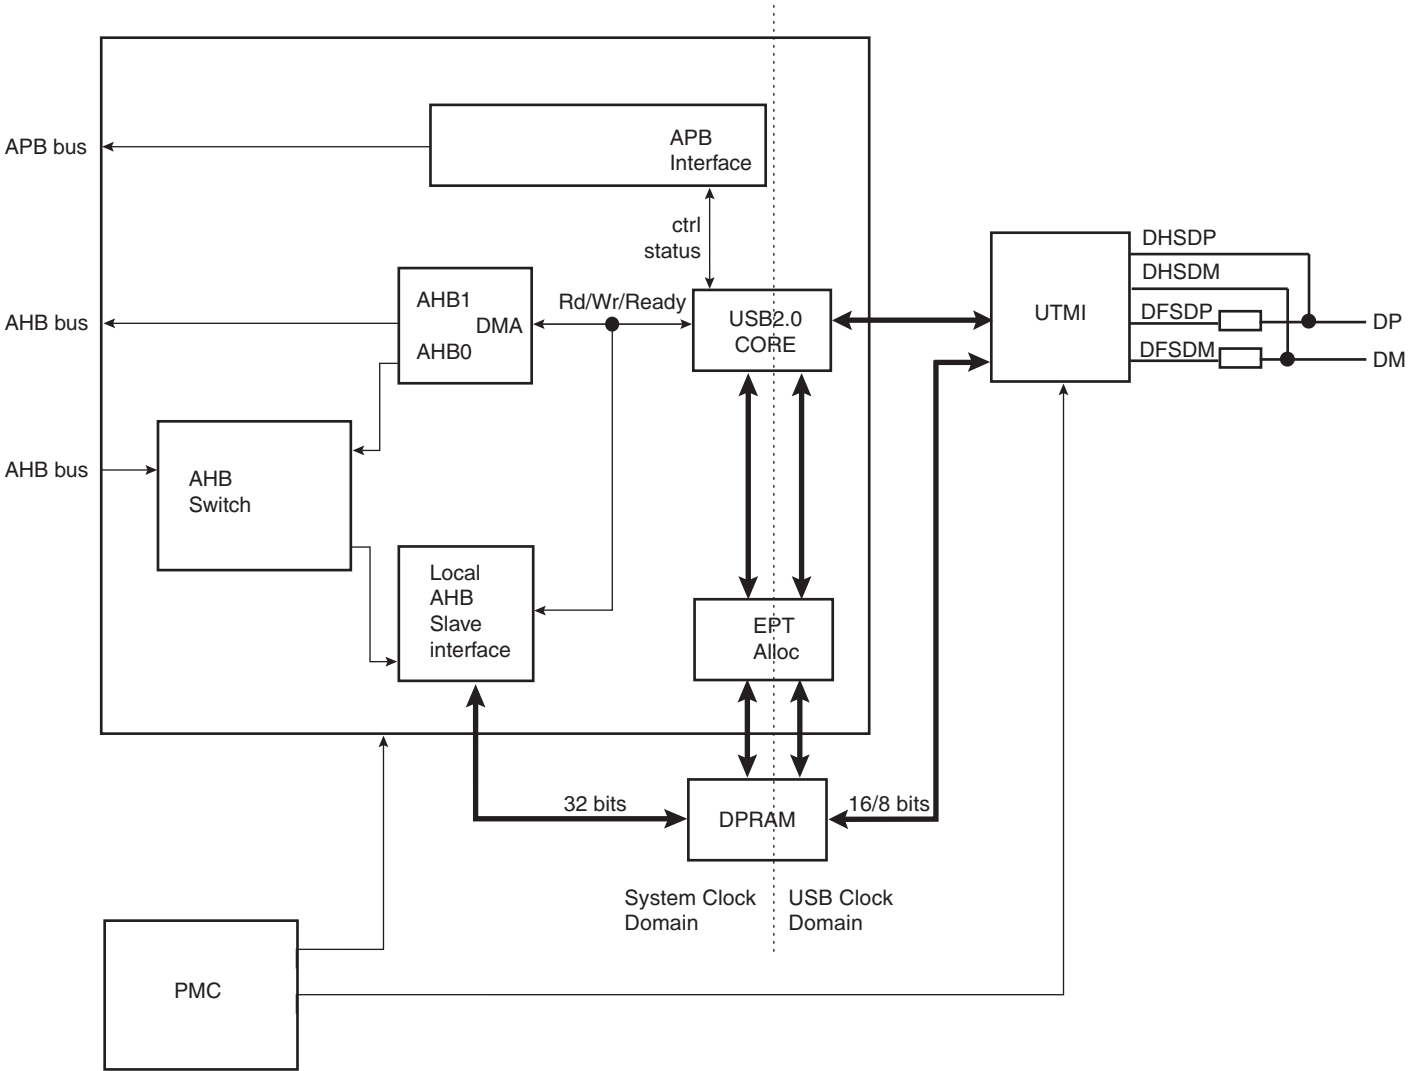 APB bus
APB
Interface
ctrl
status
AHB1
DMA
AHB0
AHB bus
Rd/Wr/Ready
USB2.0
CORE
UTMI
DHSDP
DHSDM
DFSDP
DFSDM
DP
DM
AHB bus
AHB
Switch
Local
AHB
Slave
interface
EPT
Alloc
32 bits
DPRAM
16/8 bits
System Clock
Domain
USB Clock
Domain
PMC